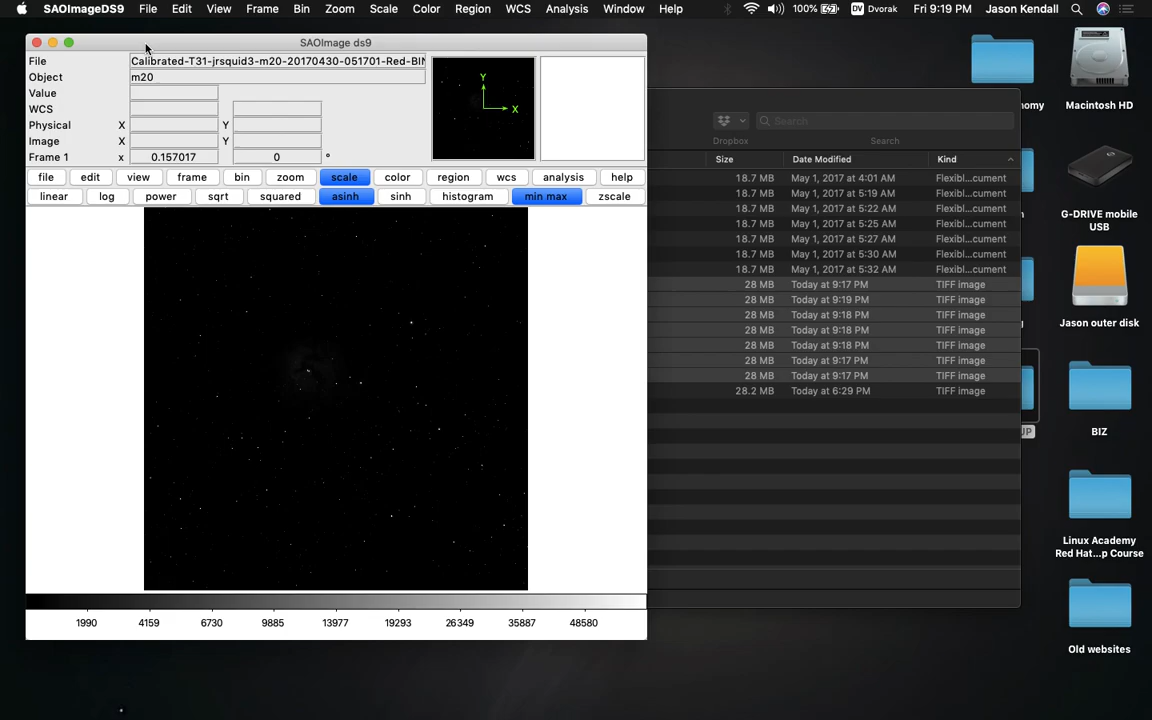 SAOImageDS9 File Edit View Frame Bin Zoom Scale Color Region WCS Analysis Window Help 100% DV Dvorak Fri 9:19 PM Jason Kendall
SAOImage ds9
File Calibrated-T31-jrsquid3-m20-20170430-051701-Red-BIN
Object m20
Value
WCS
Physical X Y
Image X Y
Frame 1 x 0.157017 0 °
Y
X
file edit view frame bin zoom scale color region wcs analysis help
linear log power sqrt squared asinh sinh histogram min max zscale
1990 4159 6730 9885 13977 19293 26349 35887 48580
Search
Dropbox Search
Size Date Modified Kind
18.7 MB May 1, 2017 at 4:01 AM Flexibl...cument
18.7 MB May 1, 2017 at 5:19 AM Flexibl...cument
18.7 MB May 1, 2017 at 5:22 AM Flexibl...cument
18.7 MB May 1, 2017 at 5:25 AM Flexibl...cument
18.7 MB May 1, 2017 at 5:27 AM Flexibl...cument
18.7 MB May 1, 2017 at 5:30 AM Flexibl...cument
18.7 MB May 1, 2017 at 5:32 AM Flexibl...cument
28 MB Today at 9:17 PM TIFF image
28 MB Today at 9:19 PM TIFF image
28 MB Today at 9:18 PM TIFF image
28 MB Today at 9:18 PM TIFF image
28 MB Today at 9:18 PM TIFF image
28 MB Today at 9:17 PM TIFF image
28 MB Today at 9:17 PM TIFF image
28.2 MB Today at 6:29 PM TIFF image
omy
Macintosh HD
G-DRIVE mobile
USB
Jason outer disk
BIZ
Linux Academy
Red Hat...p Course
Old websites